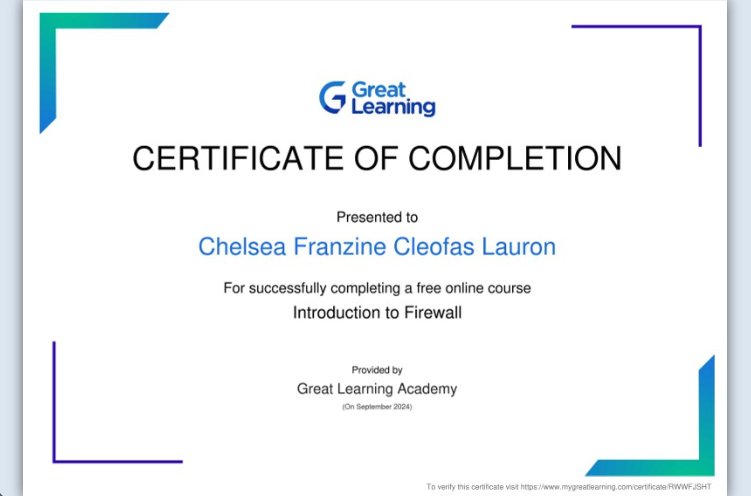 Great
Learning
CERTIFICATE OF COMPLETION
Presented to
Chelsea Franzine Cleofas Lauron
For successfully completing a free online course
Introduction to Firewall
Provided by
Great Learning Academy
(On September 2024)
To verify this certificate visit https://www.mygreatlearning.com/certificate/RWWFJSHT